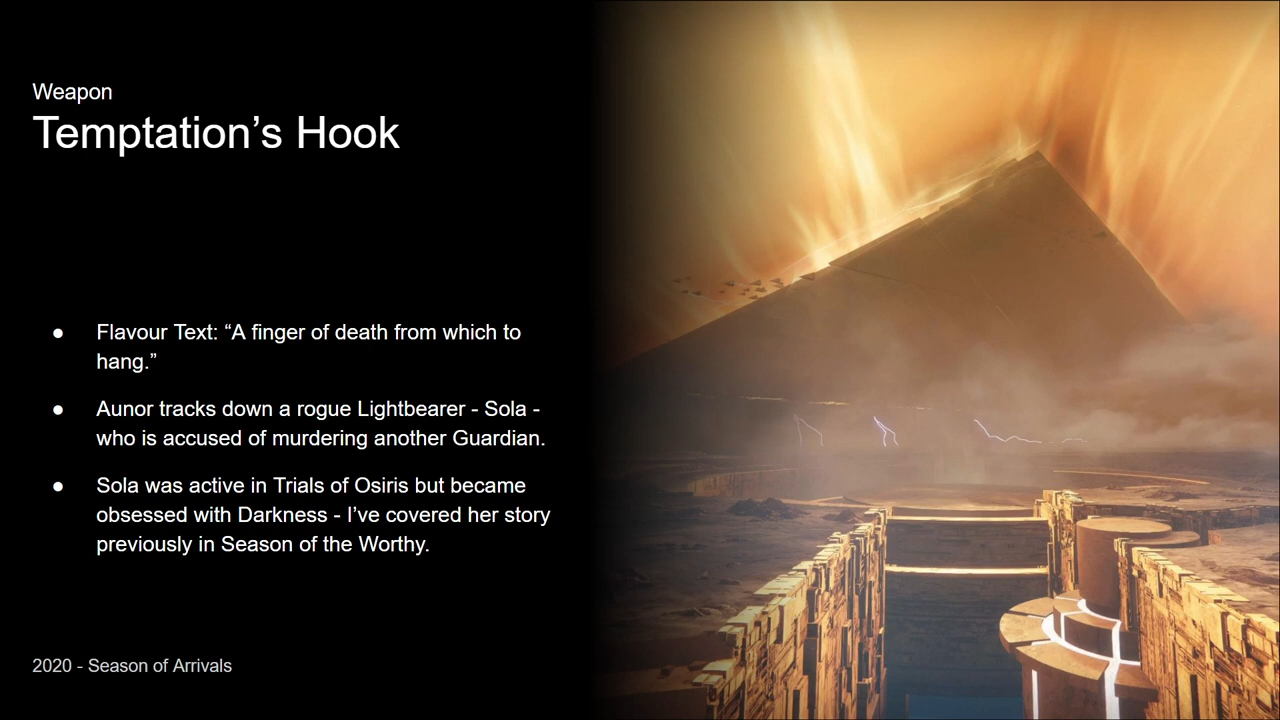 Weapon
Temptation’s Hook
● Flavour Text: “A finger of death from which to
hang.”
● Aunor tracks down a rogue Lightbearer - Sola -
who is accused of murdering another Guardian.
● Sola was active in Trials of Osiris but became
obsessed with Darkness - I’ve covered her story
previously in Season of the Worthy.
2020 - Season of Arrivals